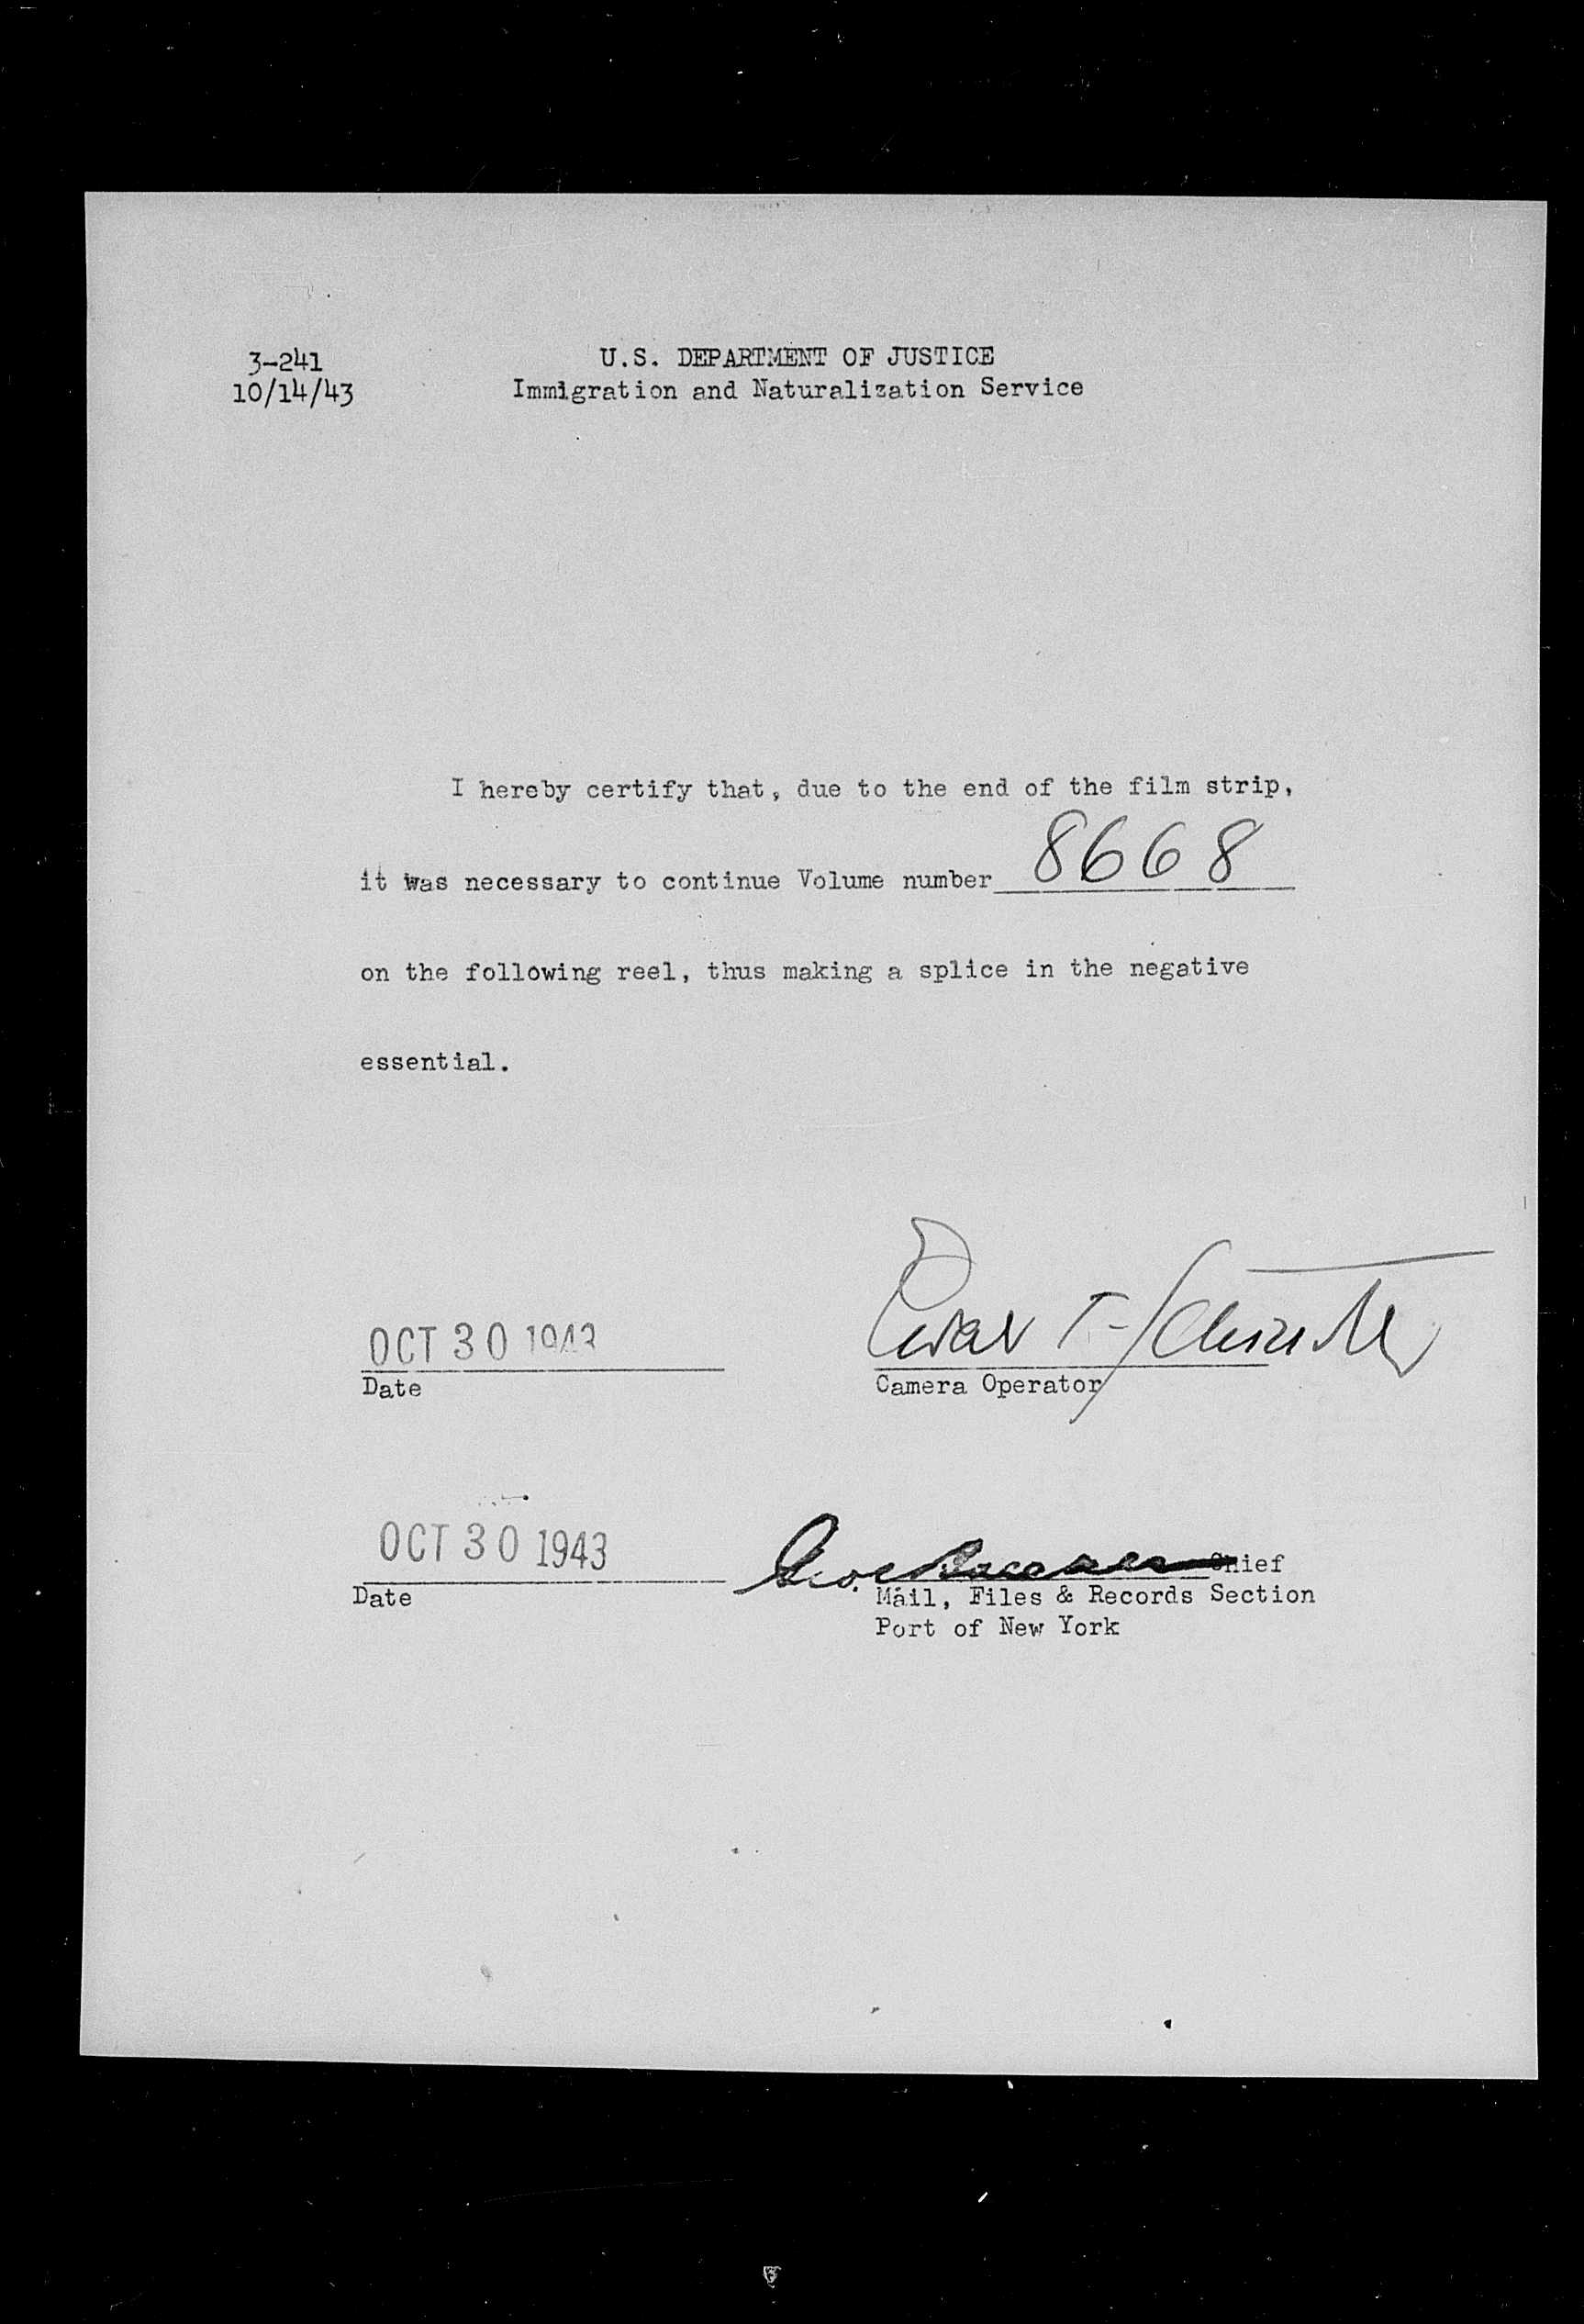 3-241
10/14/43
U.S. DEPARTMENT OF JUSTICE
Immigration and Naturalization Service
I hereby certify that, due to the end of the film strip,
it was necessary to continue Volume number 8668
on the following reel, thus making a splice in the negative
essential.
OCT 30 1943
Date
Camera Operator
OCT 30 1943
Date
Chief
Mail, Files & Records Section
Port of New York